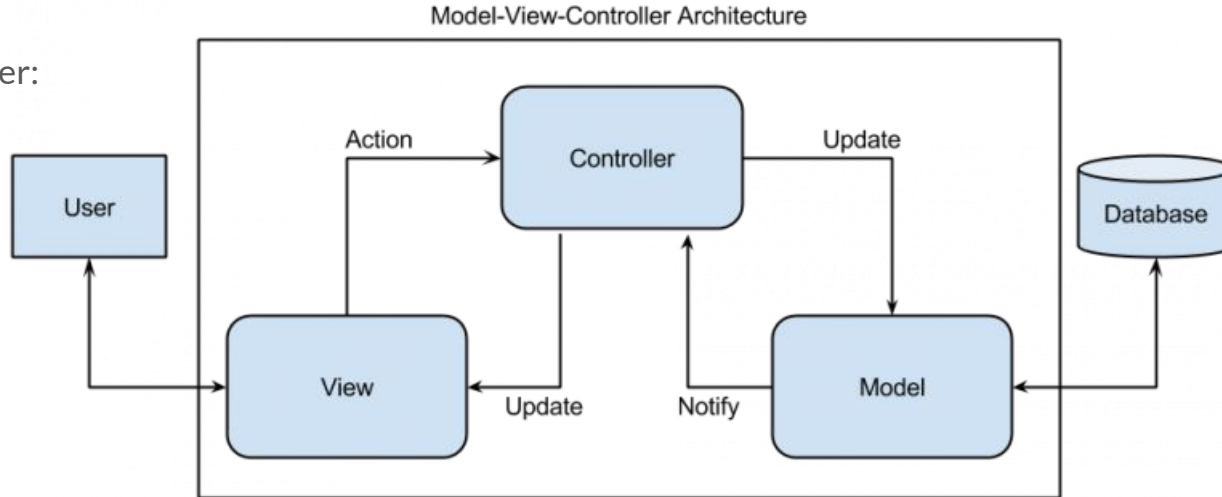 Model-View-Controller Architecture
er:
Action
Controller
Update
User
Database
View
Update
Notify
Model